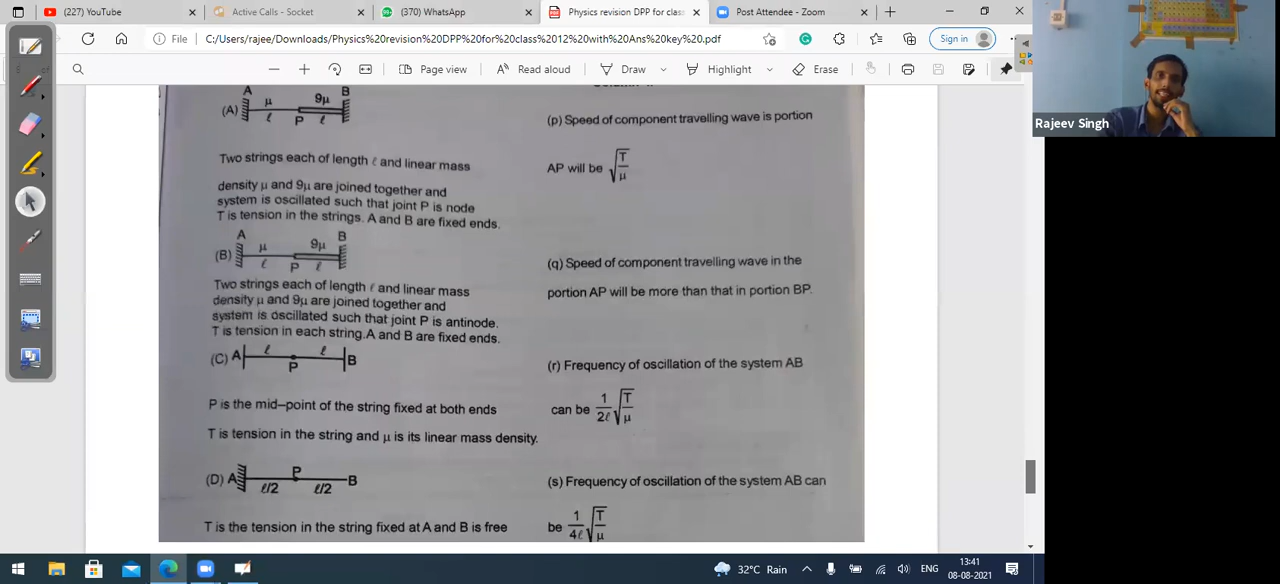 (227) YouTube
Active Calls - Socket
99+
(370) WhatsApp
Physics revision DPP for clas
Post Attendee - Zoom
File
C:/Users/rajee/Downloads/Physics%20revision%20DPP%20for%20class%2012%20with%20Ans%20key%20.pdf
Sign in
Page view
Read aloud
Draw
Highlight
Erase
Rajeev Singh
A B
(A) μ 9μ
ℓ P ℓ
(p) Speed of component travelling wave is portion
Two strings each of length ℓ and linear mass
AP will be √(T/μ)
density μ and 9μ are joined together and
system is oscillated such that joint P is node
T is tension in the strings. A and B are fixed ends.
A B
(B) μ 9μ
ℓ P ℓ
(q) Speed of component travelling wave in the
Two strings each of length ℓ and linear mass
portion AP will be more than that in portion BP.
density μ and 9μ are joined together and
system is oscillated such that joint P is antinode.
T is tension in each string.A and B are fixed ends.
(C) A ℓ ℓ B
P
(r) Frequency of oscillation of the system AB
P is the mid–point of the string fixed at both ends
can be 1/2ℓ √(T/μ)
T is tension in the string and μ is its linear mass density.
(D) A P B
ℓ/2 ℓ/2
(s) Frequency of oscillation of the system AB can
T is the tension in the string fixed at A and B is free
be 1/4ℓ √(T/μ)
32°C Rain
ENG
13:41
08-08-2021